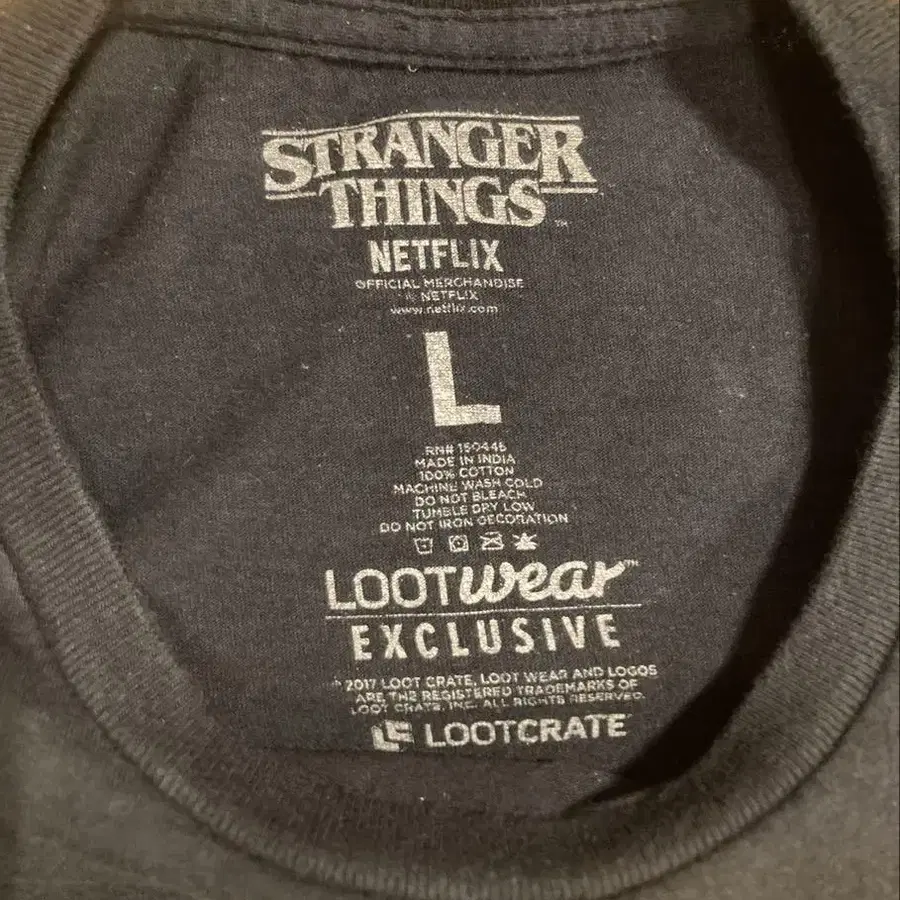 STRANGER
THINGS™
NETFLIX
OFFICIAL MERCHANDISE
© NETFLIX
www.netflix.com
L
RN# 150446
MADE IN INDIA
100% COTTON
MACHINE WASH COLD
DO NOT BLEACH
TUMBLE DRY LOW
DO NOT IRON DECORATION
LOOTwear™
EXCLUSIVE
© 2017 LOOT CRATE, LOOT WEAR AND LOGOS
ARE THE REGISTERED TRADEMARKS OF
LOOT CRATE, INC. ALL RIGHTS RESERVED.
LOOTCRATE